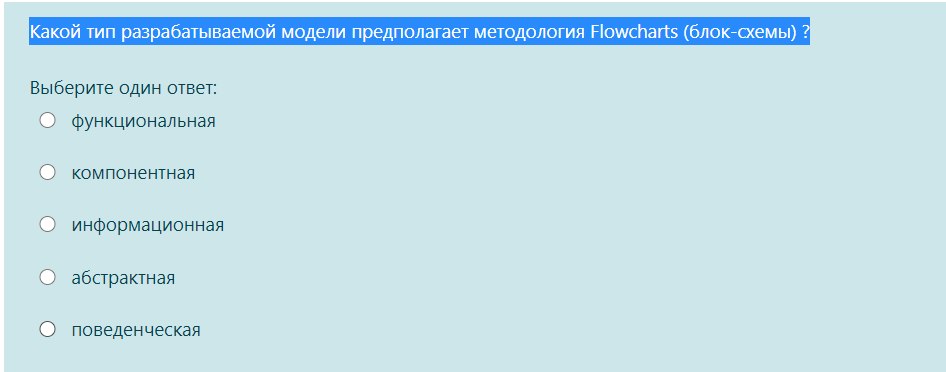 Какой тип разрабатываемой модели предполагает методология Flowcharts (блок-схемы) ?
Выберите один ответ:
функциональная
компонентная
информационная
абстрактная
поведенческая